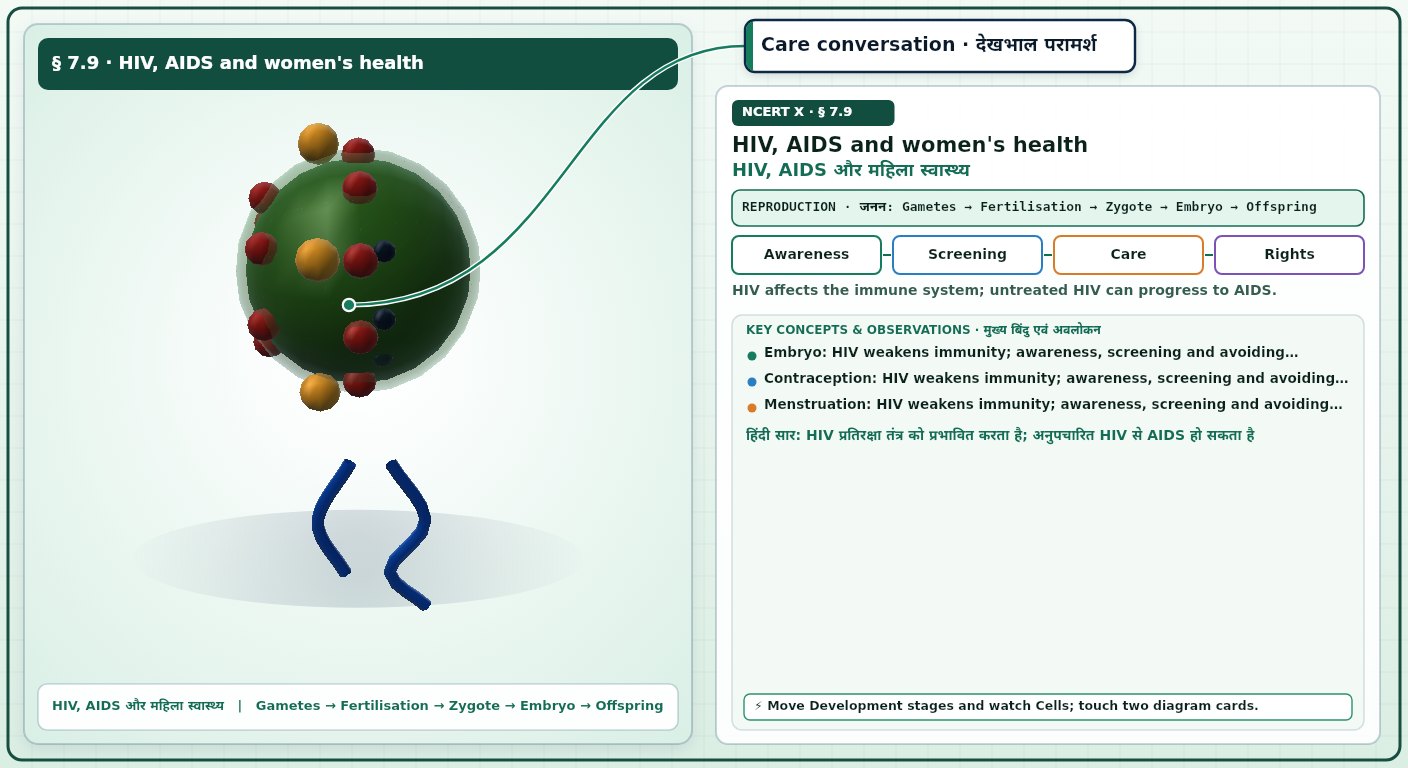 § 7.9 · HIV, AIDS and women's health
Care conversation · देखभाल परामर्श
NCERT X · § 7.9
HIV, AIDS and women's health
HIV, AIDS और महिला स्वास्थ्य
REPRODUCTION · जनन: Gametes → Fertilisation → Zygote → Embryo → Offspring
Awareness
Screening
Care
Rights
HIV affects the immune system; untreated HIV can progress to AIDS.
KEY CONCEPTS & OBSERVATIONS · मुख्य बिंदु एवं अवलोकन
Embryo: HIV weakens immunity; awareness, screening and avoiding…
Contraception: HIV weakens immunity; awareness, screening and avoiding…
Menstruation: HIV weakens immunity; awareness, screening and avoiding…
हिंदी सार: HIV प्रतिरक्षा तंत्र को प्रभावित करता है; अनुपचारित HIV से AIDS हो सकता है
⚡ Move Development stages and watch Cells; touch two diagram cards.
HIV, AIDS और महिला स्वास्थ्य | Gametes → Fertilisation → Zygote → Embryo → Offspring